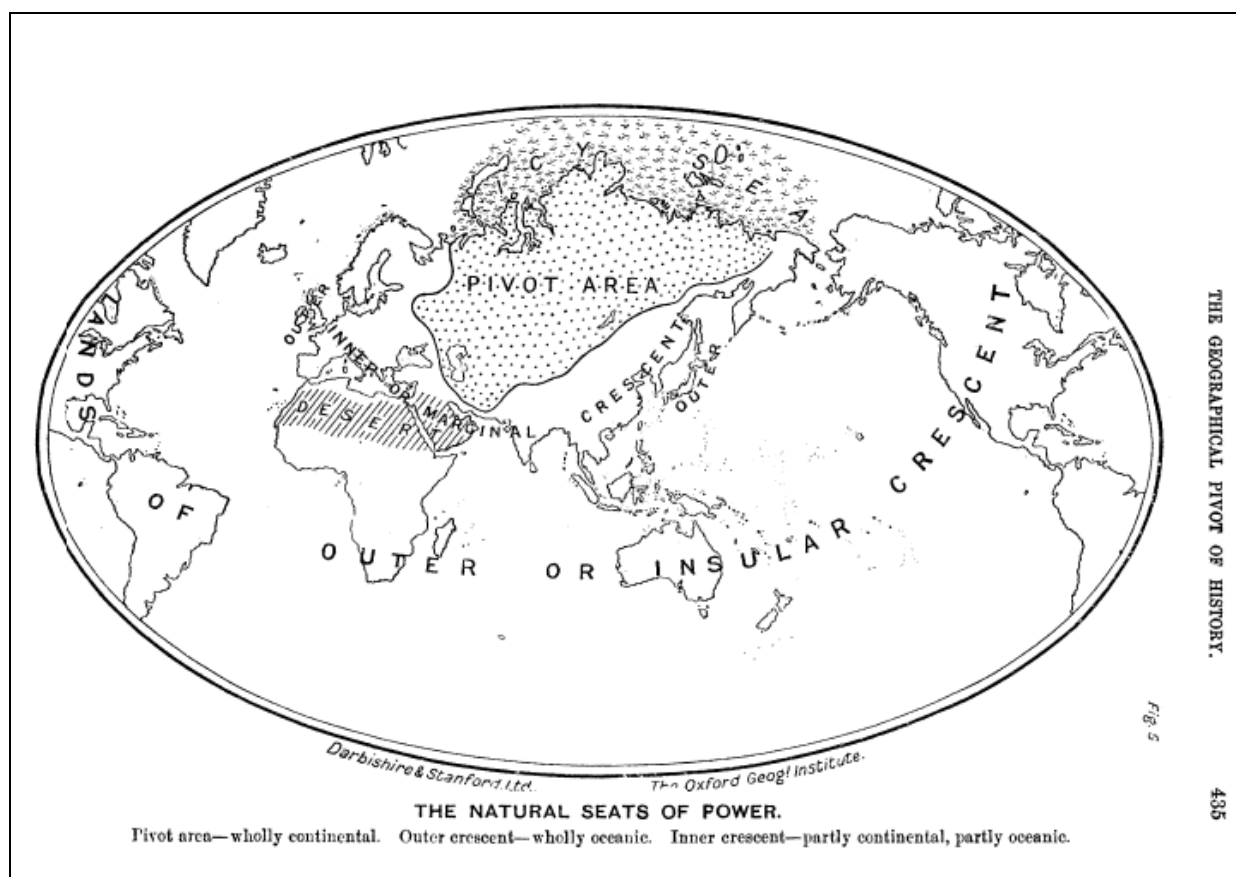 ICY SEA
PIVOT AREA
OUTER
INNER OR MARGINAL CRESCENT
OUTER
DESERT
LANDS OF OUTER OR INSULAR CRESCENT
Darbishire & Stanford, Ltd.
The Oxford Geogl Institute.
THE NATURAL SEATS OF POWER.
Pivot area—wholly continental. Outer crescent—wholly oceanic. Inner crescent—partly continental, partly oceanic.
THE GEOGRAPHICAL PIVOT OF HISTORY.
Fig. 5
435